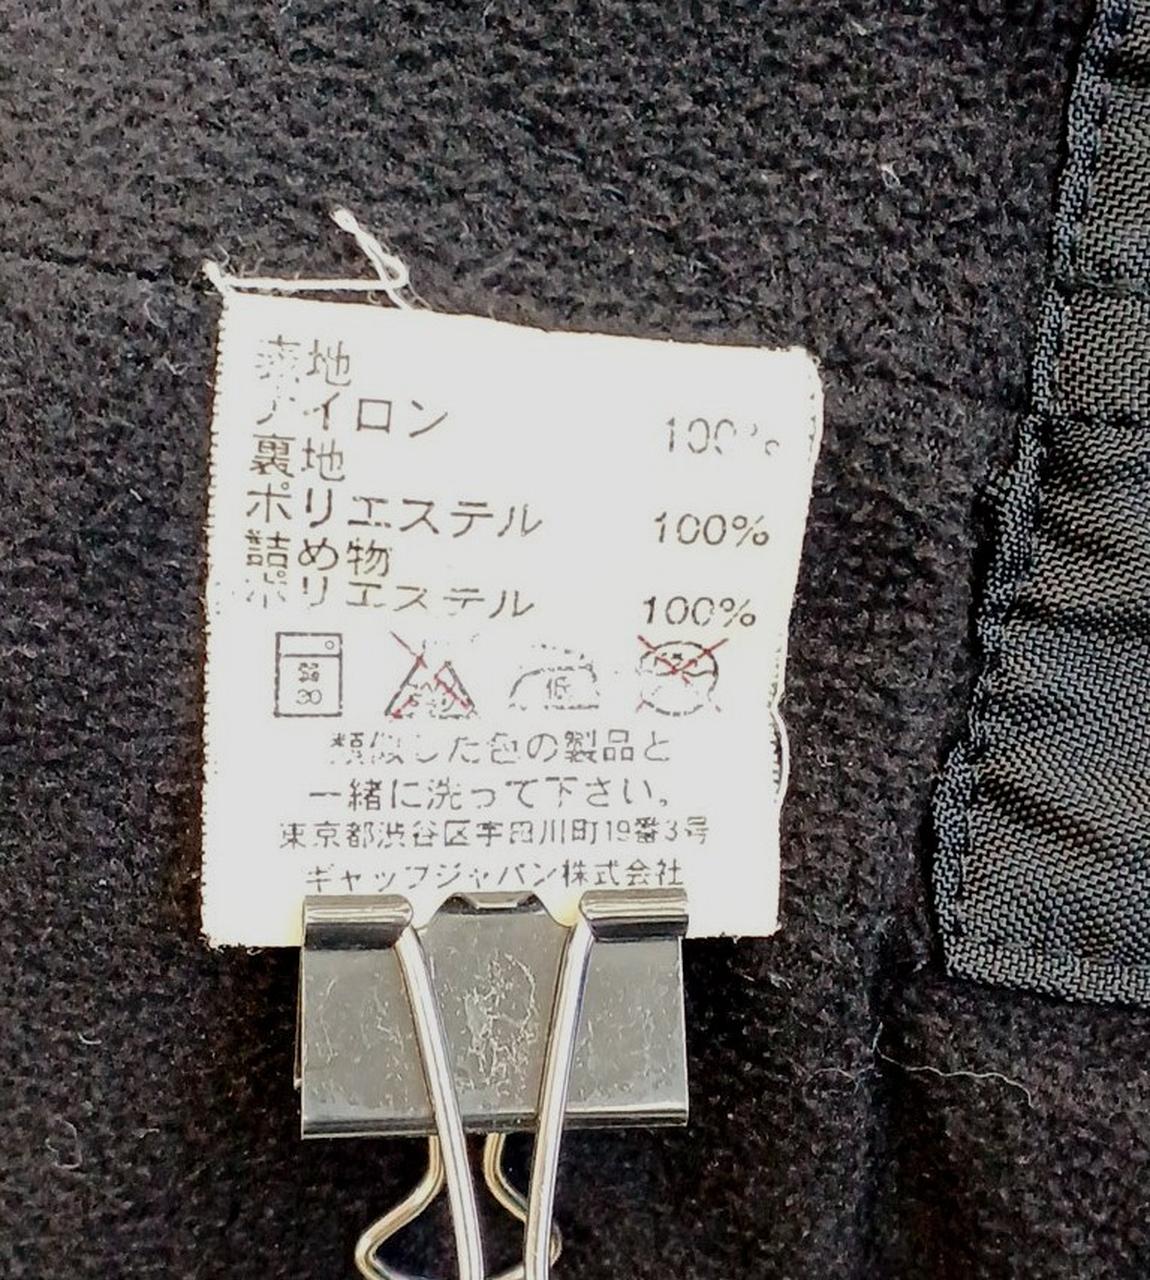 表地
ナイロン 100%
裏地
ポリエステル 100%
詰め物
ポリエステル 100%
弱
30
低
類似した色の製品と
一緒に洗って下さい。
東京都渋谷区宇田川町19番3号
ギャップジャパン株式会社